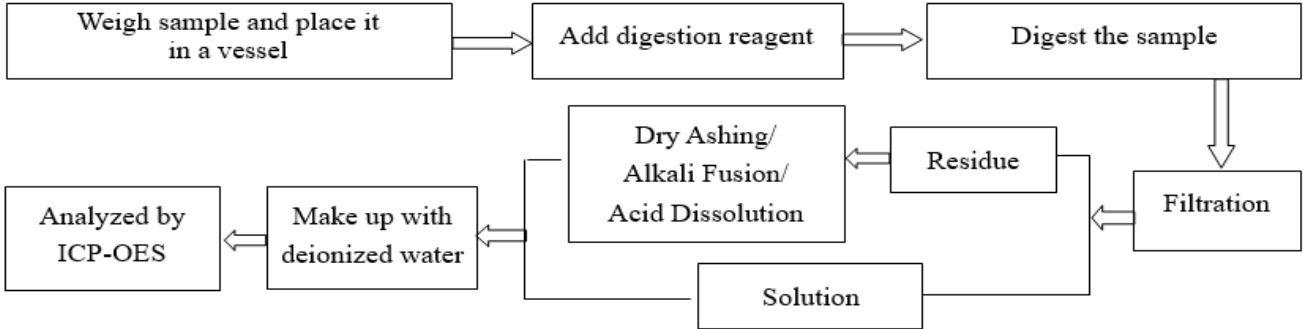 Weigh sample and place it
in a vessel
Add digestion reagent
Digest the sample
Filtration
Residue
Dry Ashing/
Alkali Fusion/
Acid Dissolution
Solution
Make up with
deionized water
Analyzed by
ICP-OES